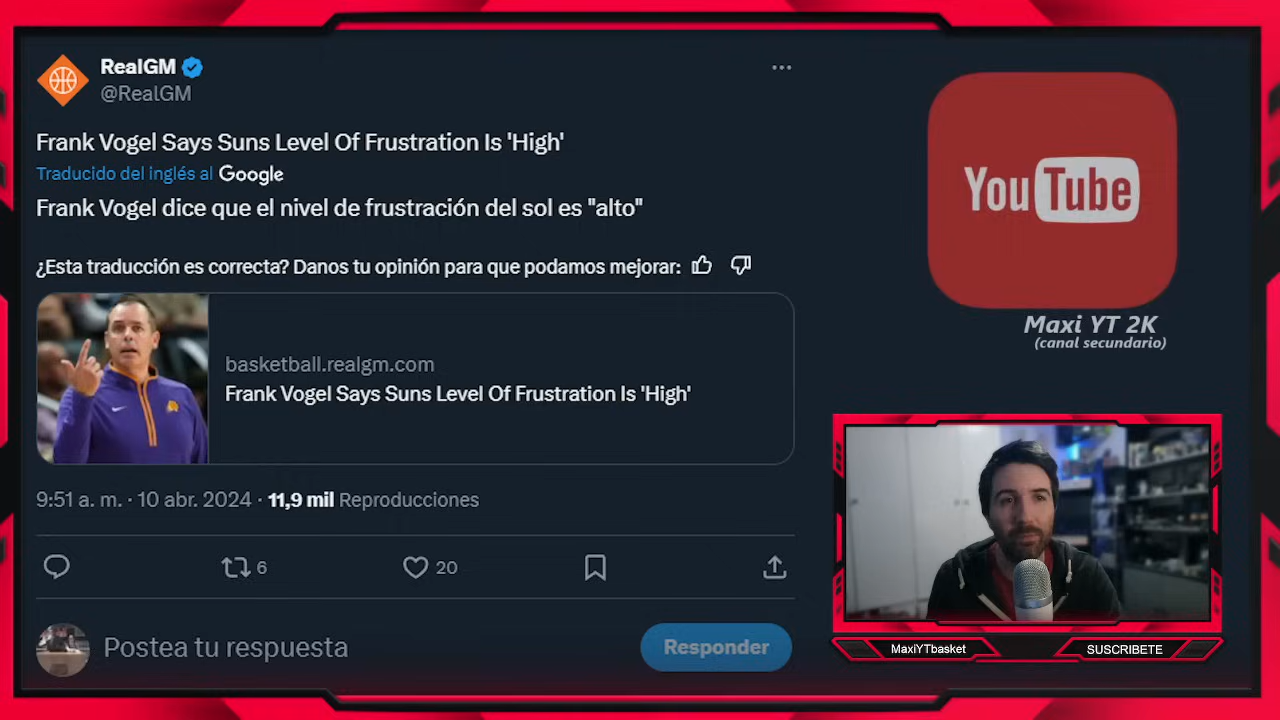 RealGM
@RealGM
Frank Vogel Says Suns Level Of Frustration Is 'High'
Traducido del inglés al Google
Frank Vogel dice que el nivel de frustración del sol es "alto"
¿Esta traducción es correcta? Danos tu opinión para que podamos mejorar:
basketball.realgm.com
Frank Vogel Says Suns Level Of Frustration Is 'High'
9:51 a. m. · 10 abr. 2024 · 11,9 mil Reproducciones
6
20
Postea tu respuesta
Responder
YouTube
Maxi YT 2K
(canal secundario)
MaxiYTbasket
SUSCRIBETE